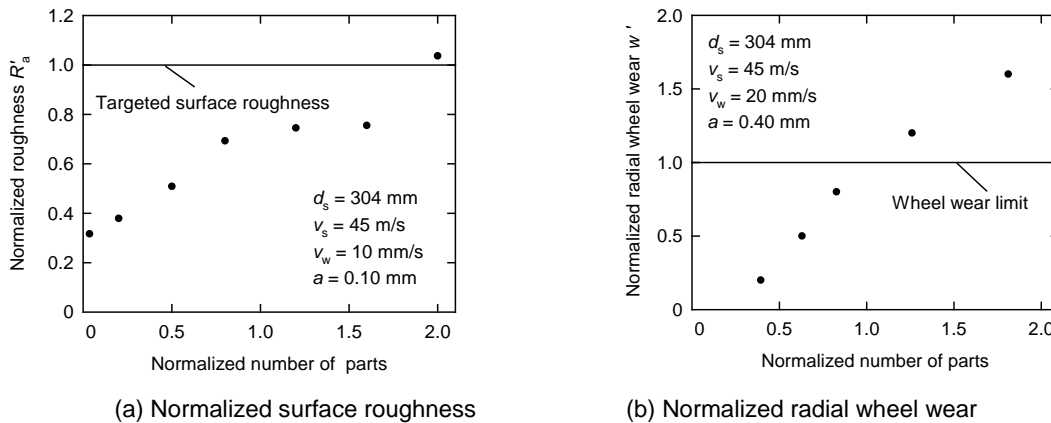 1.2
1.0
0.8
0.6
0.4
0.2
0
Normalized roughness R'a
Targeted surface roughness
ds = 304 mm
vs = 45 m/s
vw = 10 mm/s
a = 0.10 mm
0 0.5 1.0 1.5 2.0
Normalized number of parts
(a) Normalized surface roughness
2.0
1.5
1.0
0.5
0
Normalized radial wheel wear w'
ds = 304 mm
vs = 45 m/s
vw = 20 mm/s
a = 0.40 mm
Wheel wear limit
0 0.5 1.0 1.5 2.0
Normalized number of parts
(b) Normalized radial wheel wear